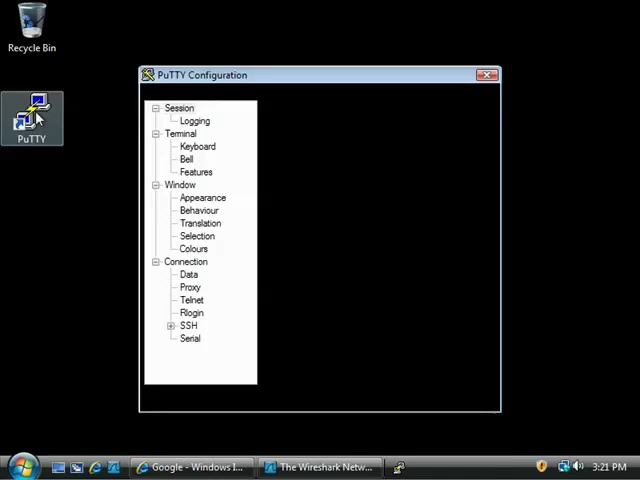 Recycle Bin
PuTTY
PuTTY Configuration
Session
Logging
Terminal
Keyboard
Bell
Features
Window
Appearance
Behaviour
Translation
Selection
Colours
Connection
Data
Proxy
Telnet
Rlogin
SSH
Serial
Google - Windows I...
The Wireshark Netw...
3:21 PM